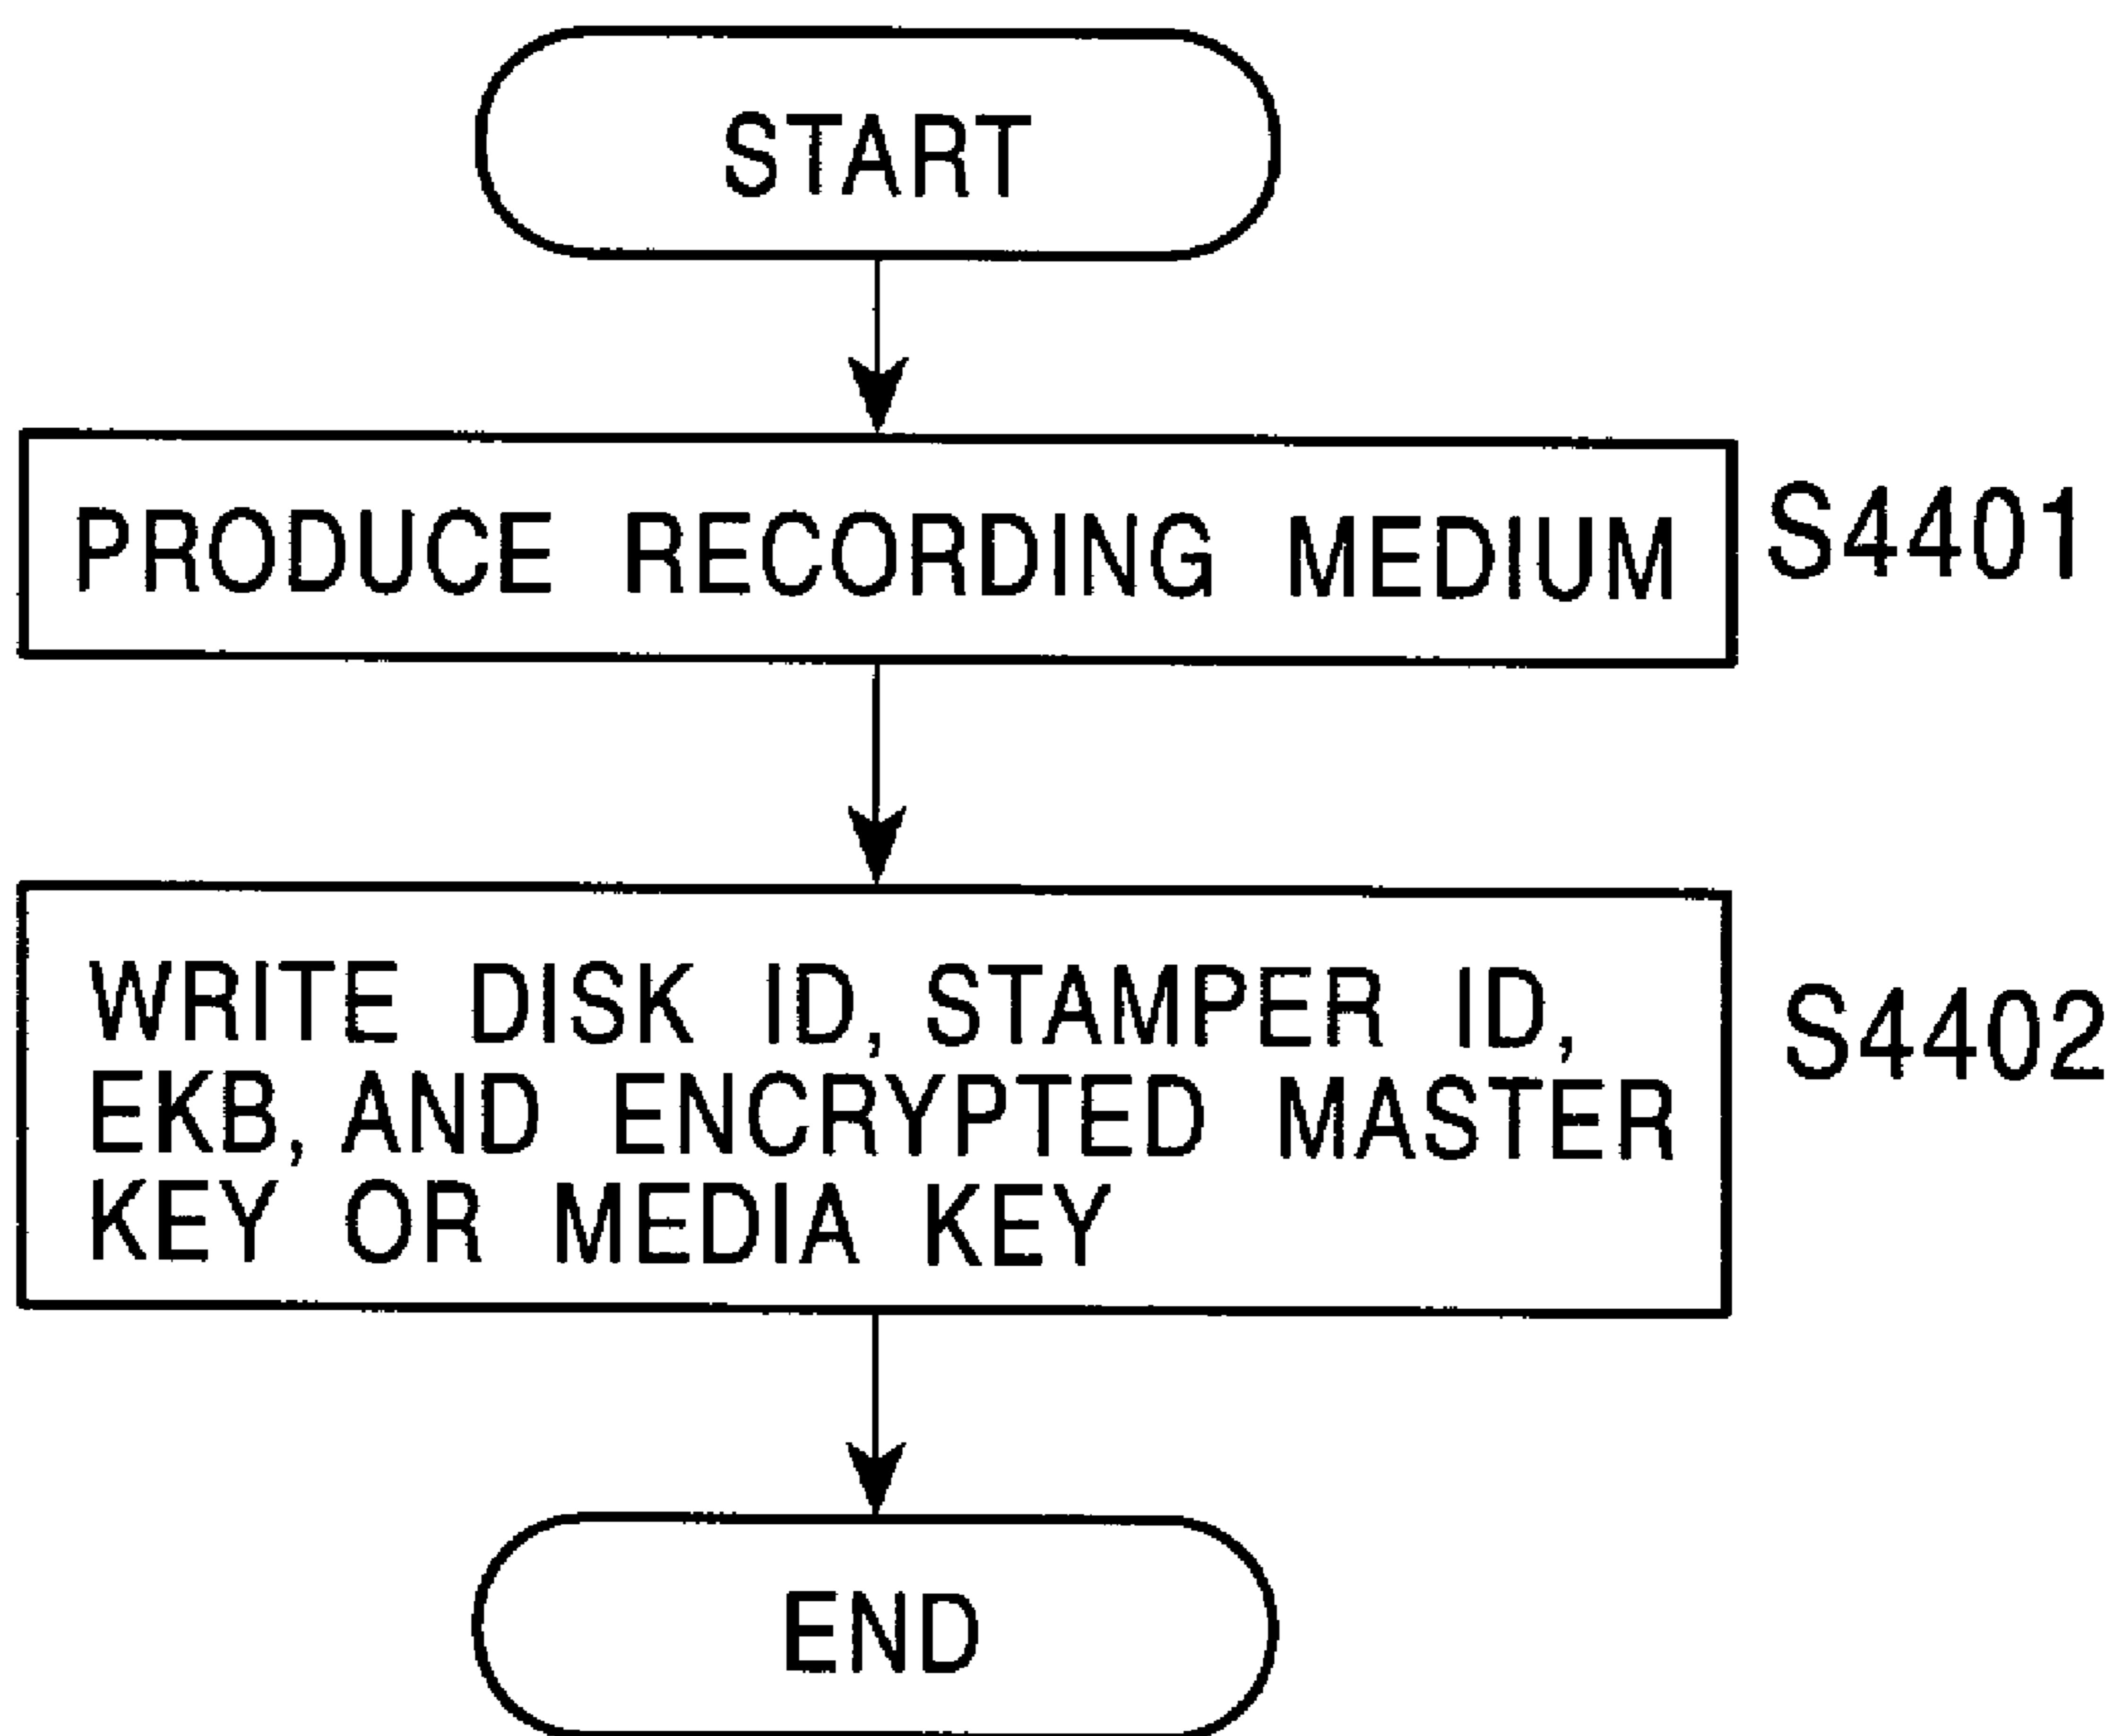 START
PRODUCE RECORDING MEDIUM
S4401
WRITE DISK ID, STAMPER ID,
EKB, AND ENCRYPTED MASTER
KEY OR MEDIA KEY
S4402
END